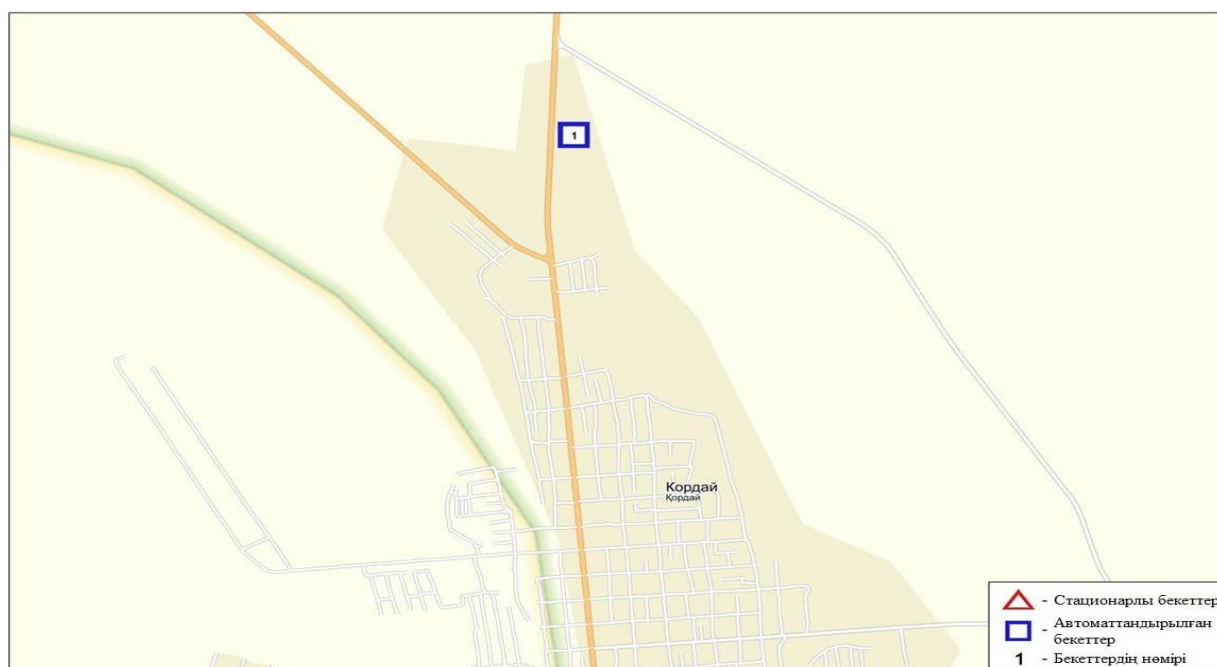 1
Кордай
Қордай
- Стационарлы бекеттер
- Автоматтандырылған
бекеттер
1 - Бекеттердің нөмірі